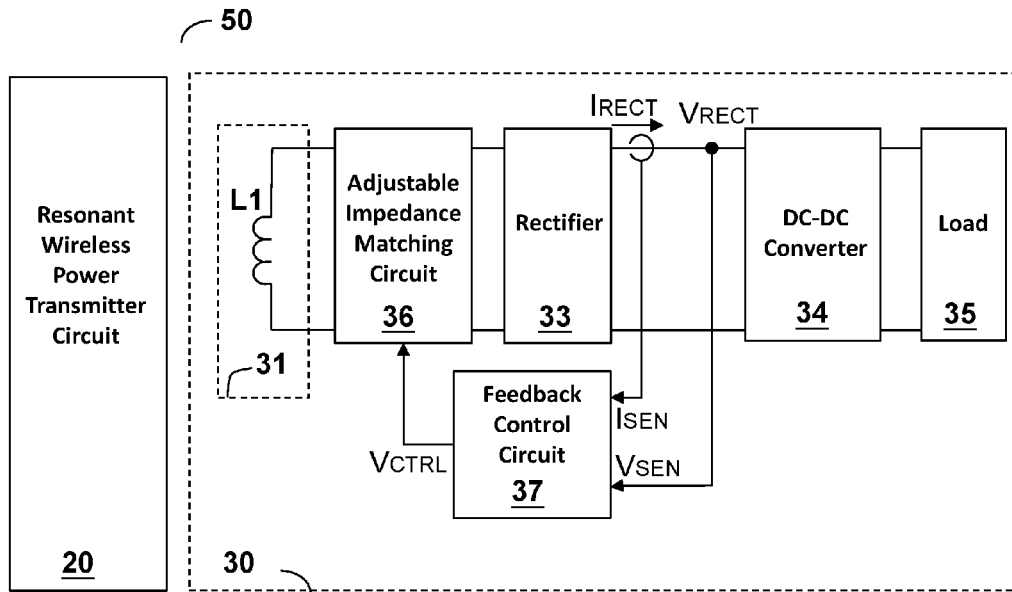 50
Resonant
Wireless
Power
Transmitter
Circuit
20
L1
31
Adjustable
Impedance
Matching
Circuit
36
Rectifier
33
IRECT
VRECT
DC-DC
Converter
34
Load
35
Feedback
Control
Circuit
37
ISEN
VSEN
VCTRL
30